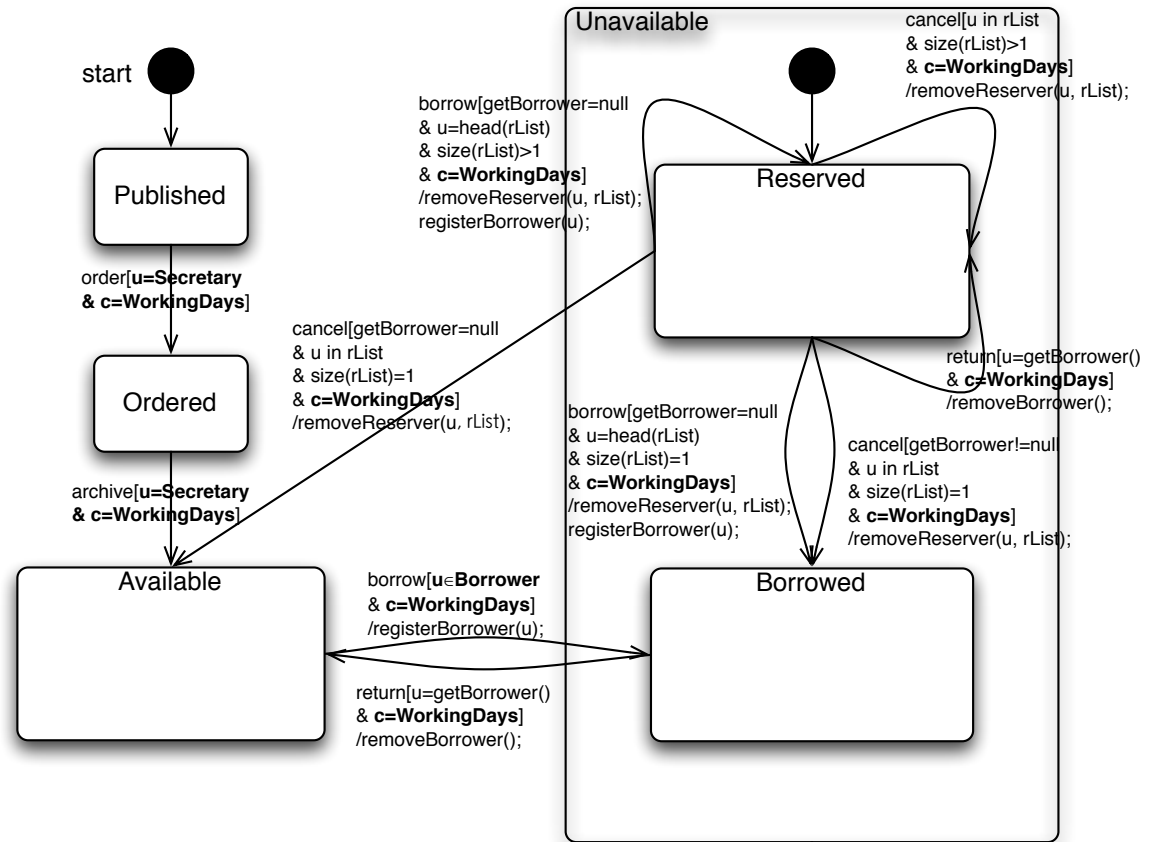 Unavailable
start
cancel[u in rList
& size(rList)>1
& c=WorkingDays]
/removeReserver(u, rList);
borrow[getBorrower=null
& u=head(rList)
& size(rList)>1
& c=WorkingDays]
/removeReserver(u, rList);
registerBorrower(u);
Reserved
Published
order[u=Secretary
& c=WorkingDays]
cancel[getBorrower=null
& u in rList
& size(rList)=1
& c=WorkingDays]
/removeReserver(u, rList);
return[u=getBorrower()
& c=WorkingDays]
/removeBorrower();
Ordered
borrow[getBorrower=null
& u=head(rList)
& size(rList)=1
& c=WorkingDays]
/removeReserver(u, rList);
registerBorrower(u);
cancel[getBorrower!=null
& u in rList
& size(rList)=1
& c=WorkingDays]
/removeReserver(u, rList);
archive[u=Secretary
& c=WorkingDays]
Available
borrow[u∈Borrower
& c=WorkingDays]
/registerBorrower(u);
Borrowed
return[u=getBorrower()
& c=WorkingDays]
/removeBorrower();